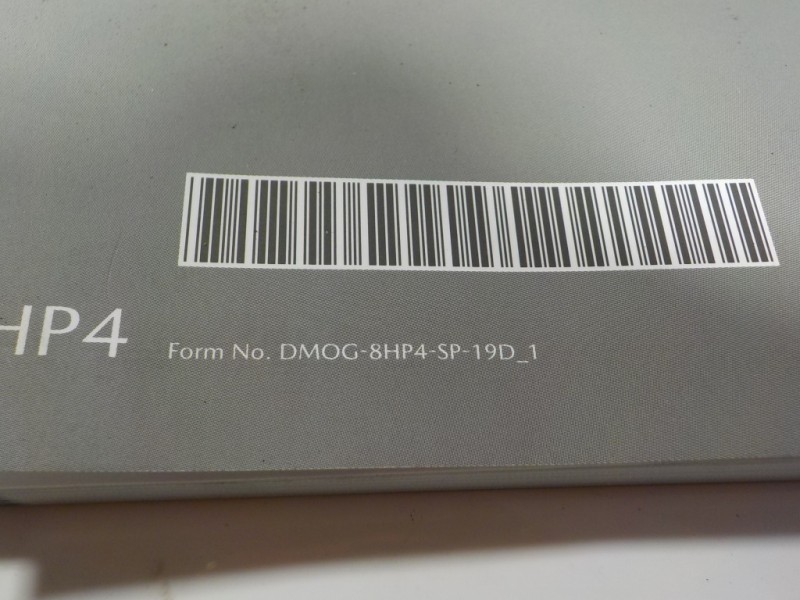 HP4
Form No. DMOG-8HP4-SP-19D_1